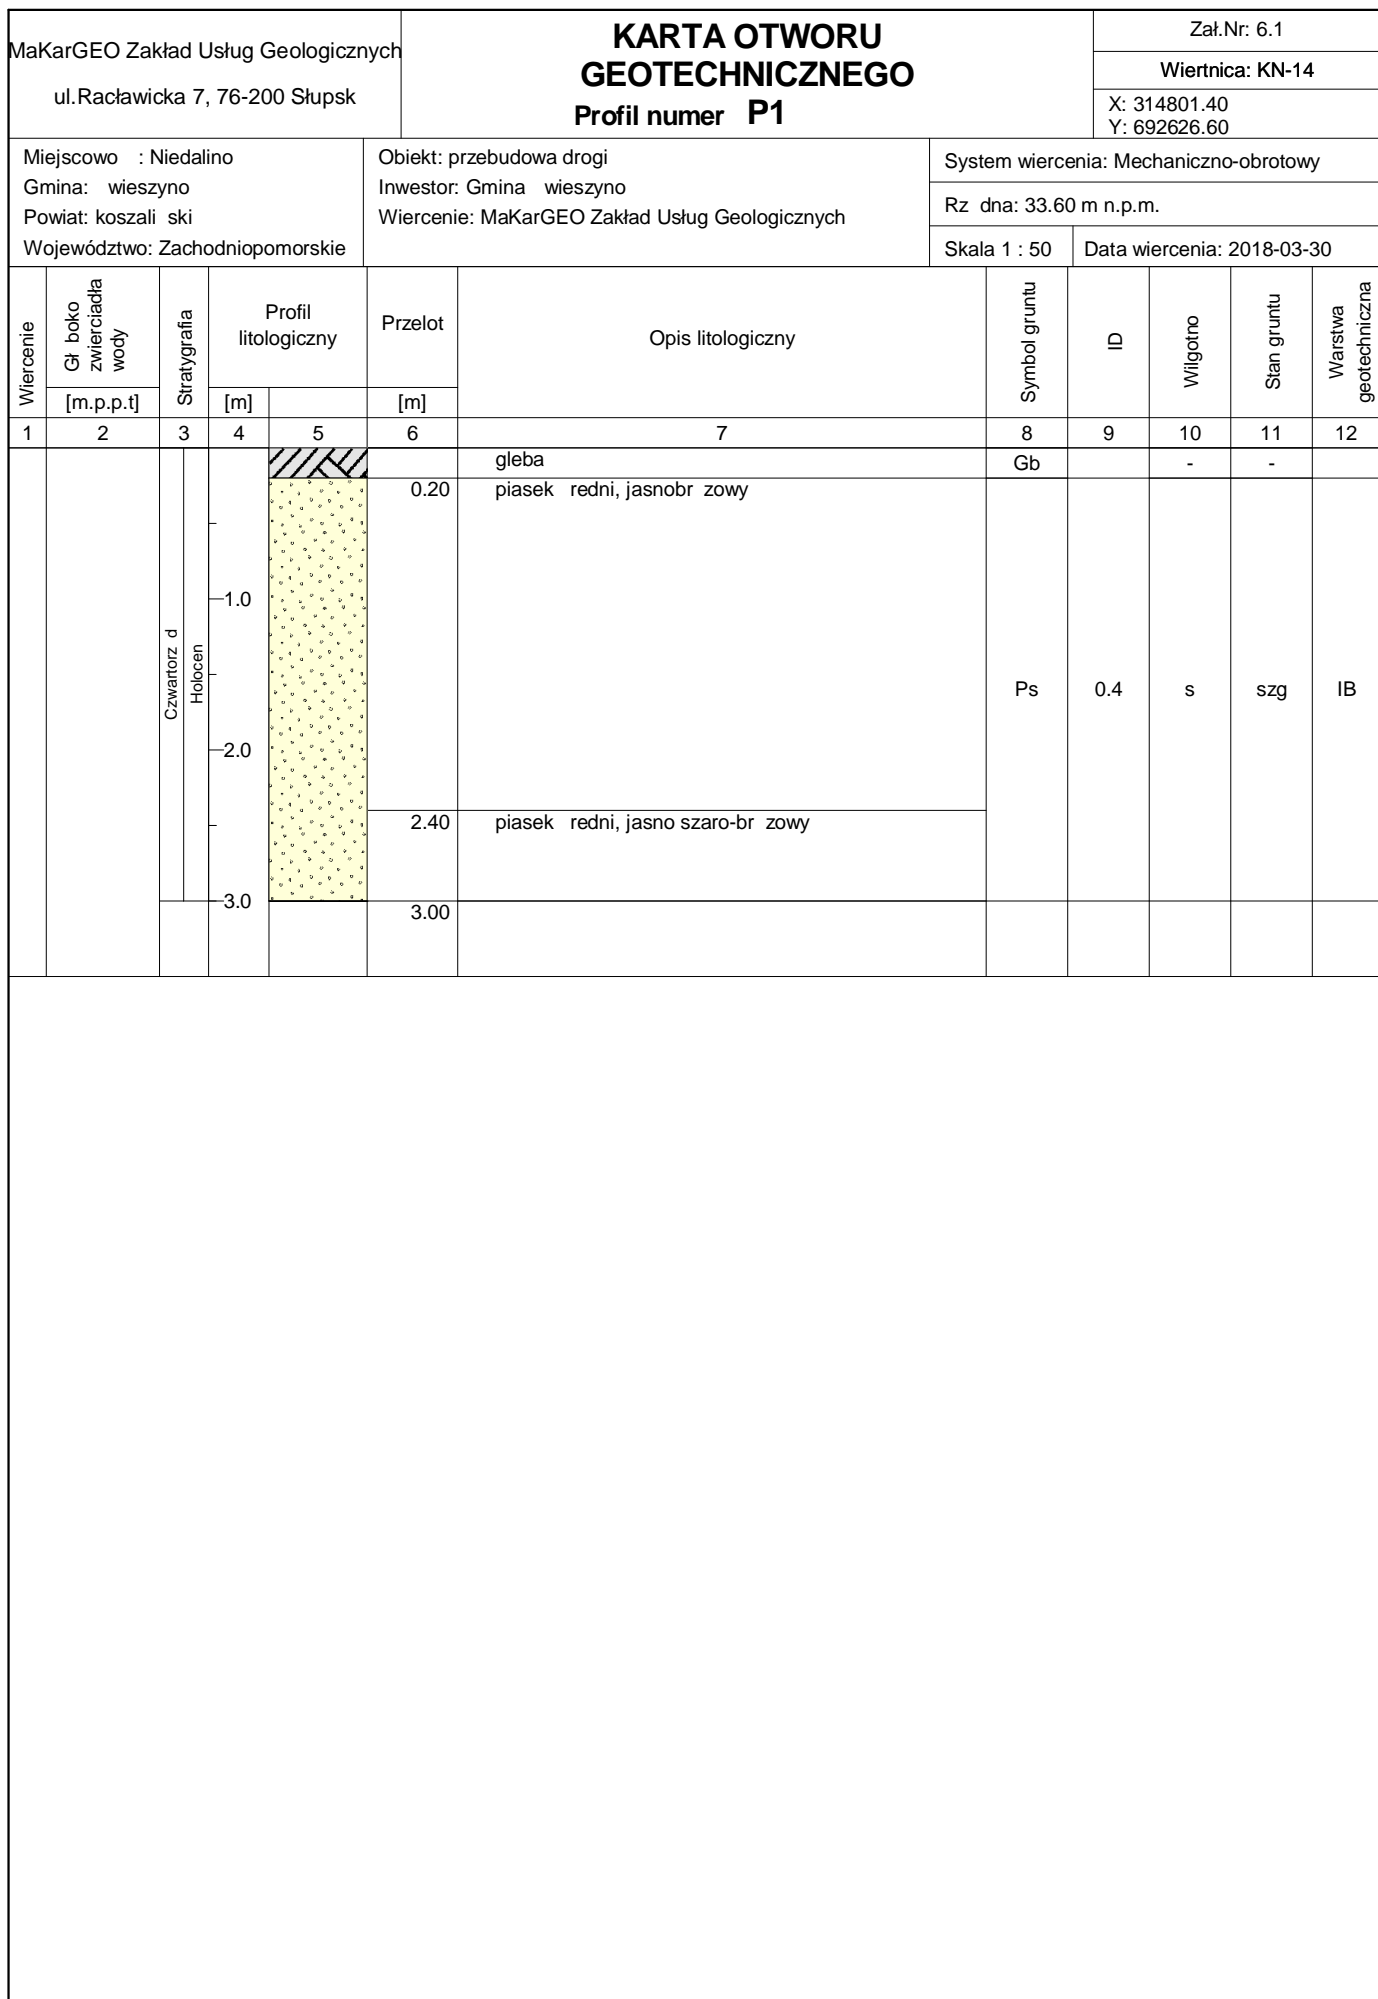 MaKarGEO Zakład Usług Geologicznych
ul.Racławicka 7, 76-200 Słupsk
KARTA OTWORU
GEOTECHNICZNEGO
Profil numer P1
Zał.Nr: 6.1
Wiertnica: KN-14
X: 314801.40
Y: 692626.60
Miejscowo : Niedalino
Gmina: wieszyno
Powiat: koszali ski
Województwo: Zachodniopomorskie
Obiekt: przebudowa drogi
Inwestor: Gmina wieszyno
Wiercenie: MaKarGEO Zakład Usług Geologicznych
System wiercenia: Mechaniczno-obrotowy
Rz dna: 33.60 m n.p.m.
Skala 1 : 50
Data wiercenia: 2018-03-30
Wiercenie
Gł boko
zwierciadła
wody
[m.p.p.t]
Stratygrafia
Profil
litologiczny
[m]
Przelot
[m]
Opis litologiczny
Symbol gruntu
ID
Wilgotno
Stan gruntu
Warstwa
geotechniczna
1 2 3 4 5 6 7 8 9 10 11 12
gleba
Gb - -
0.20 piasek redni, jasnobr zowy
1.0
Czwartorz d
Holocen
Ps 0.4 s szg IB
2.0
2.40 piasek redni, jasno szaro-br zowy
3.0
3.00